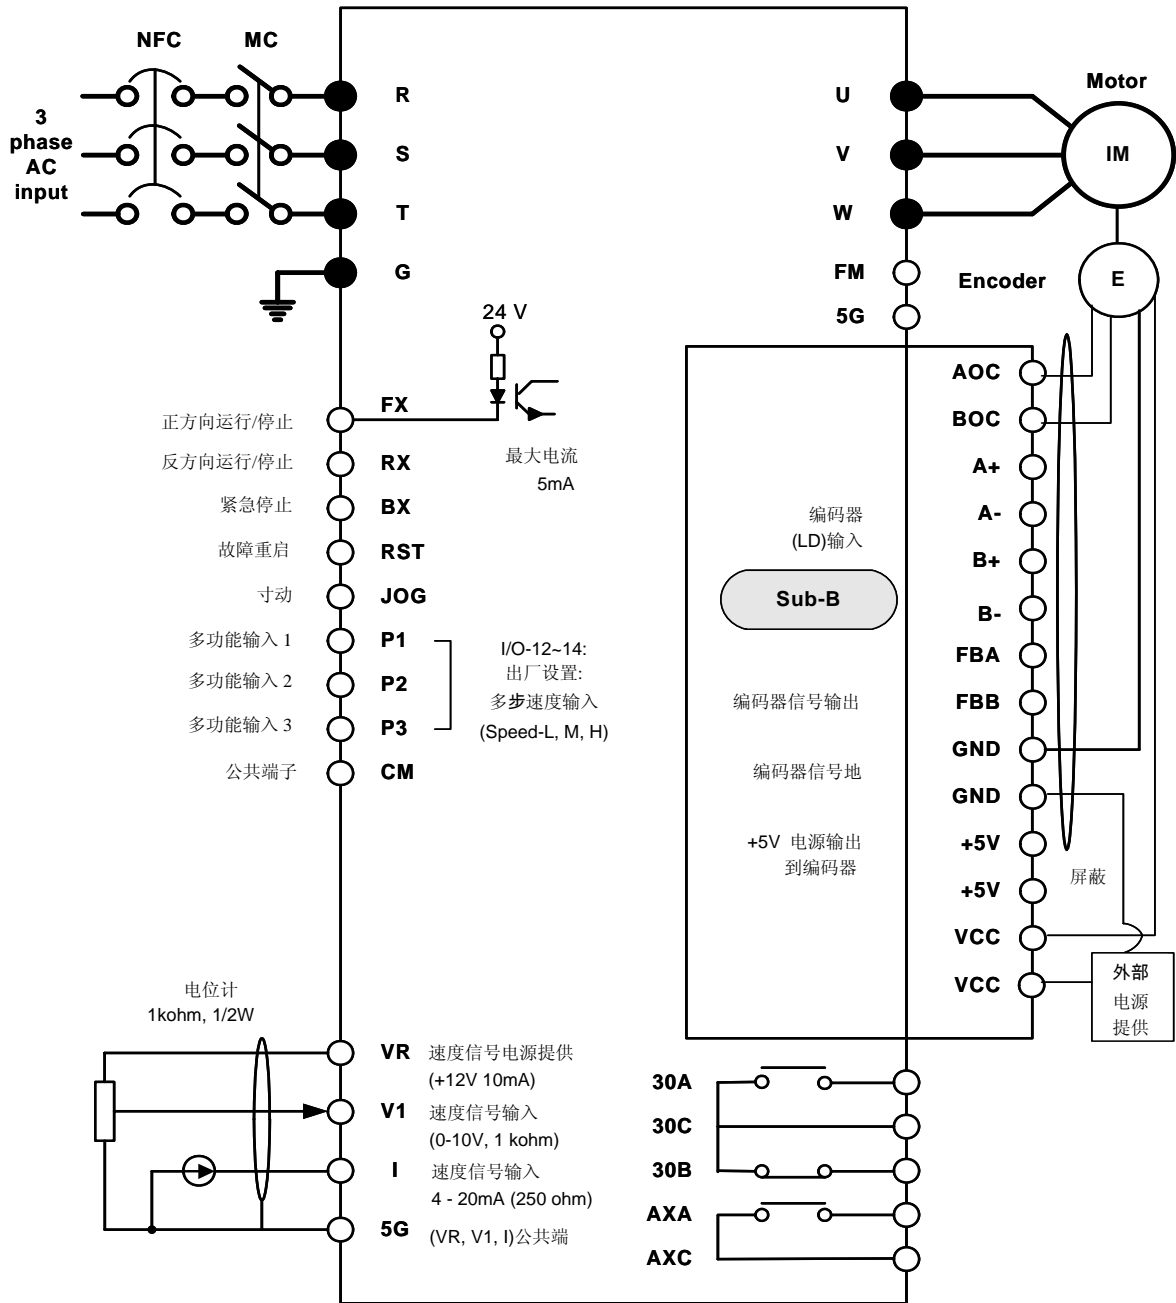 NFC
MC
3
phase
AC
input
R
S
T
G
24 V
FX
正方向运行/停止
反方向运行/停止
RX
最大电流
5mA
紧急停止
BX
故障重启
RST
寸动
JOG
多功能输入 1
P1
多功能输入 2
P2
多功能输入 3
P3
I/O-12~14:
出厂设置:
多步速度输入
(Speed-L, M, H)
公共端子
CM
电位计
1kohm, 1/2W
VR
速度信号电源提供
(+12V 10mA)
V1
速度信号输入
(0-10V, 1 kohm)
I
速度信号输入
4 - 20mA (250 ohm)
5G
(VR, V1, I)公共端
U
V
W
Motor
IM
FM
5G
Encoder
E
AOC
BOC
A+
A-
B+
B-
FBA
FBB
GND
GND
+5V
+5V
VCC
VCC
编码器
(LD)输入
Sub-B
编码器信号输出
编码器信号地
+5V 电源输出
到编码器
屏蔽
外部
电源
提供
30A
30C
30B
AXA
AXC